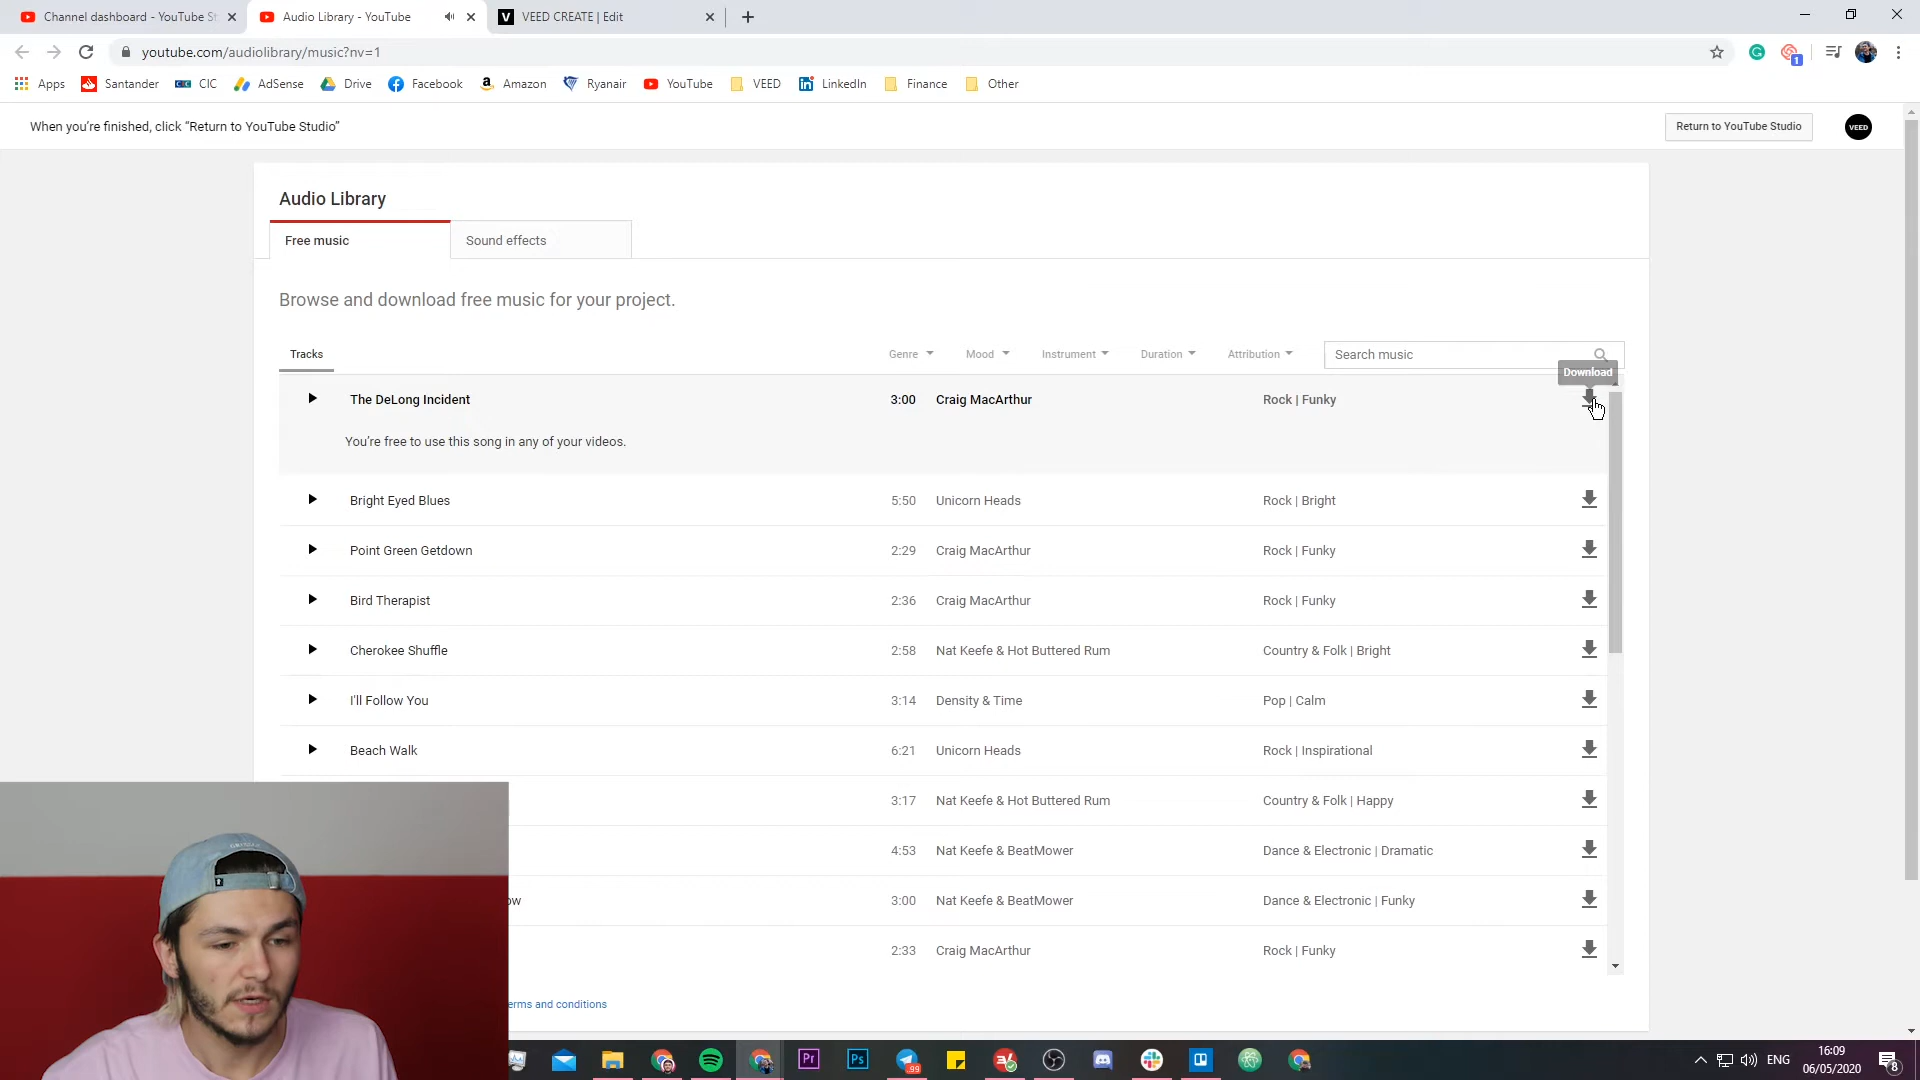 Channel dashboard - YouTube St
Audio Library - YouTube
V VEED CREATE | Edit
youtube.com/audiolibrary/music?nv=1
1
Apps Santander CIC AdSense Drive Facebook Amazon Ryanair YouTube VEED LinkedIn Finance Other
When you're finished, click “Return to YouTube Studio”
Return to YouTube Studio
VEED
Audio Library
Free music Sound effects
Browse and download free music for your project.
Tracks Genre Mood Instrument Duration Attribution Search music
Download
The DeLong Incident 3:00 Craig MacArthur Rock | Funky
You're free to use this song in any of your videos.
Bright Eyed Blues 5:50 Unicorn Heads Rock | Bright
Point Green Getdown 2:29 Craig MacArthur Rock | Funky
Bird Therapist 2:36 Craig MacArthur Rock | Funky
Cherokee Shuffle 2:58 Nat Keefe & Hot Buttered Rum Country & Folk | Bright
I'll Follow You 3:14 Density & Time Pop | Calm
Beach Walk 6:21 Unicorn Heads Rock | Inspirational
3:17 Nat Keefe & Hot Buttered Rum Country & Folk | Happy
4:53 Nat Keefe & BeatMower Dance & Electronic | Dramatic
ow 3:00 Nat Keefe & BeatMower Dance & Electronic | Funky
2:33 Craig MacArthur Rock | Funky
erms and conditions
Pr Ps 99
ENG
16:09
06/05/2020
8